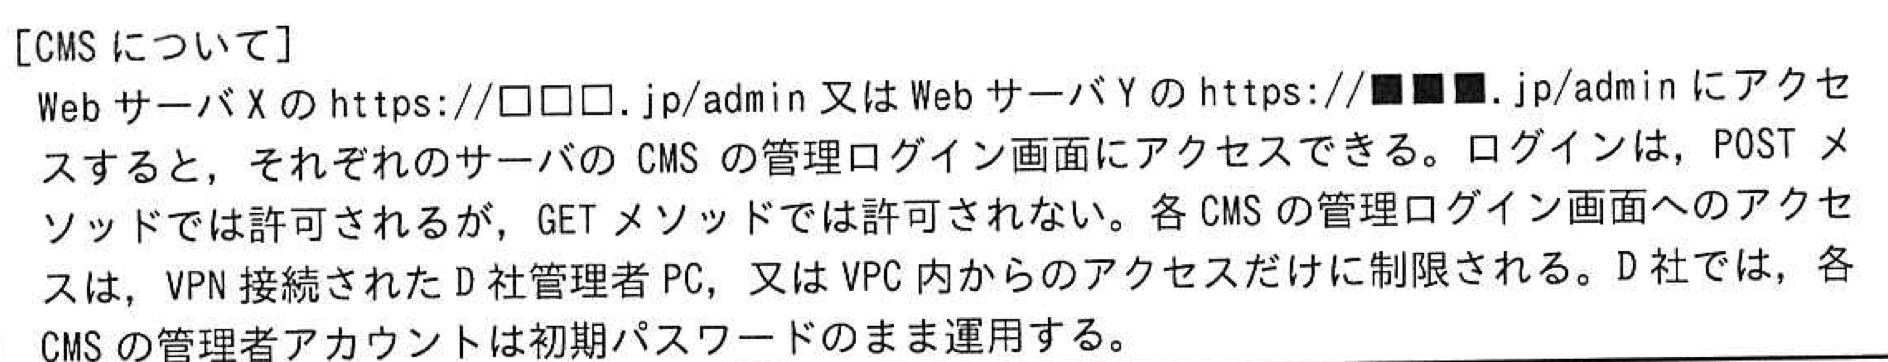 [CMS について]
Web サーバ X の https://□□□.jp/admin 又は Web サーバ Y の https://■■■.jp/admin にアクセ
スすると，それぞれのサーバの CMS の管理ログイン画面にアクセスできる。ログインは，POST メ
ソッドでは許可されるが，GET メソッドでは許可されない。各 CMS の管理ログイン画面へのアクセ
スは，VPN 接続された D 社管理者 PC，又は VPC 内からのアクセスだけに制限される。D 社では，各
CMS の管理者アカウントは初期パスワードのまま運用する。